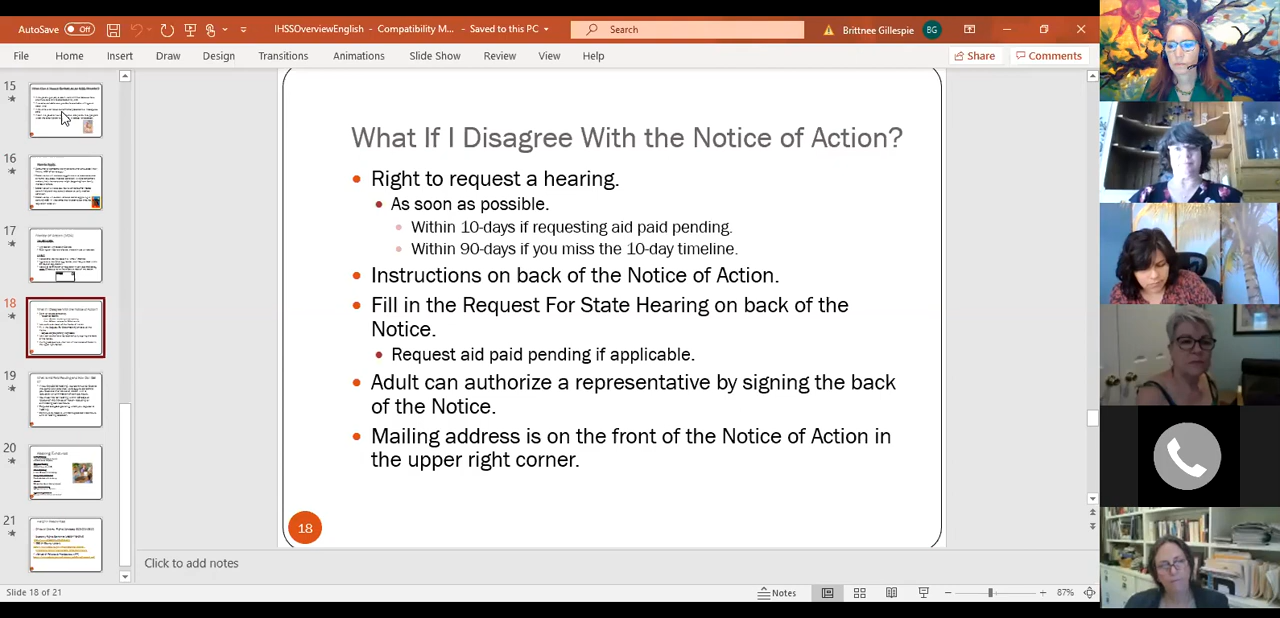 AutoSave Off IHSSOverviewEnglish - Compatibility M... - Saved to this PC Search Brittnee Gillespie BG
File Home Insert Draw Design Transitions Animations Slide Show Review View Help Share Comments
15
16
17
18
19
20
21
What If I Disagree With the Notice of Action?
• Right to request a hearing.
• As soon as possible.
• Within 10-days if requesting aid paid pending.
• Within 90-days if you miss the 10-day timeline.
• Instructions on back of the Notice of Action.
• Fill in the Request For State Hearing on back of the
Notice.
• Request aid paid pending if applicable.
• Adult can authorize a representative by signing the back
of the Notice.
• Mailing address is on the front of the Notice of Action in
the upper right corner.
18
Click to add notes
Slide 18 of 21 Notes 87%